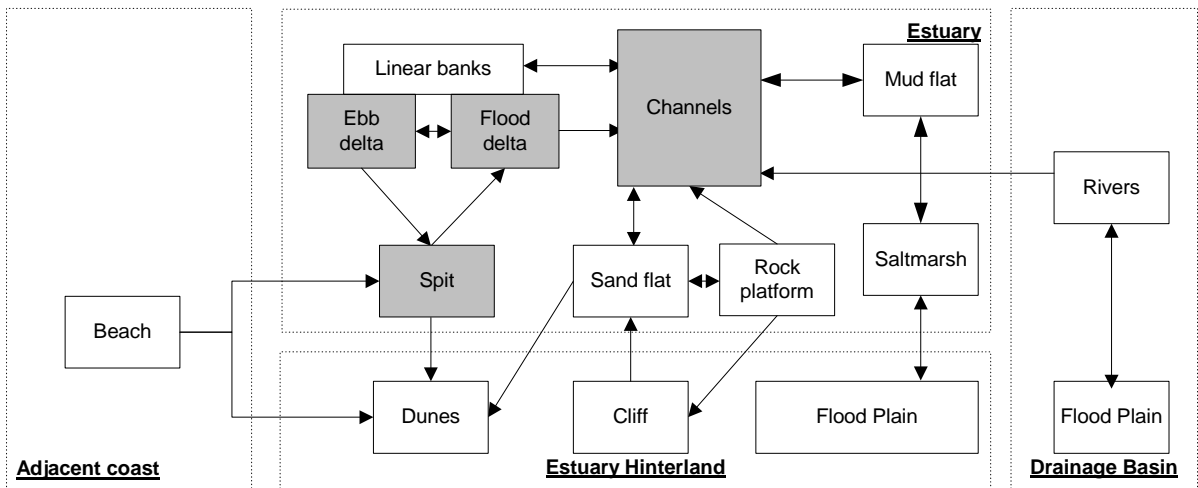 Estuary
Linear banks
Mud flat
Channels
Ebb
delta
Flood
delta
Rivers
Saltmarsh
Spit
Sand flat
Rock
platform
Beach
Dunes
Cliff
Flood Plain
Flood Plain
Adjacent coast
Estuary Hinterland
Drainage Basin